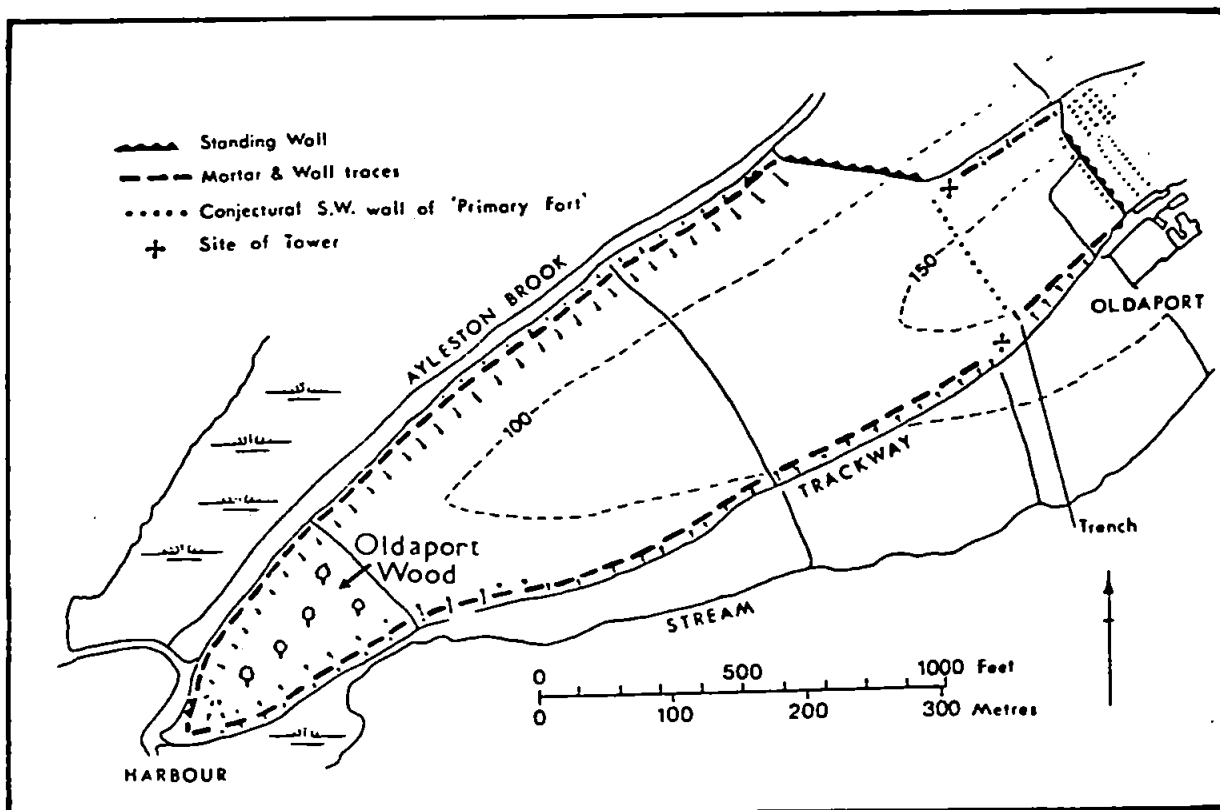 Standing Wall
Mortar & Wall traces
Conjectural S.W. wall of 'Primary Fort'
Site of Tower
AYLESTON BROOK
150
OLDAPORT
100
TRACKWAY
Trench
Oldaport
Wood
STREAM
0 500 1000 Feet
0 100 200 300 Metres
HARBOUR